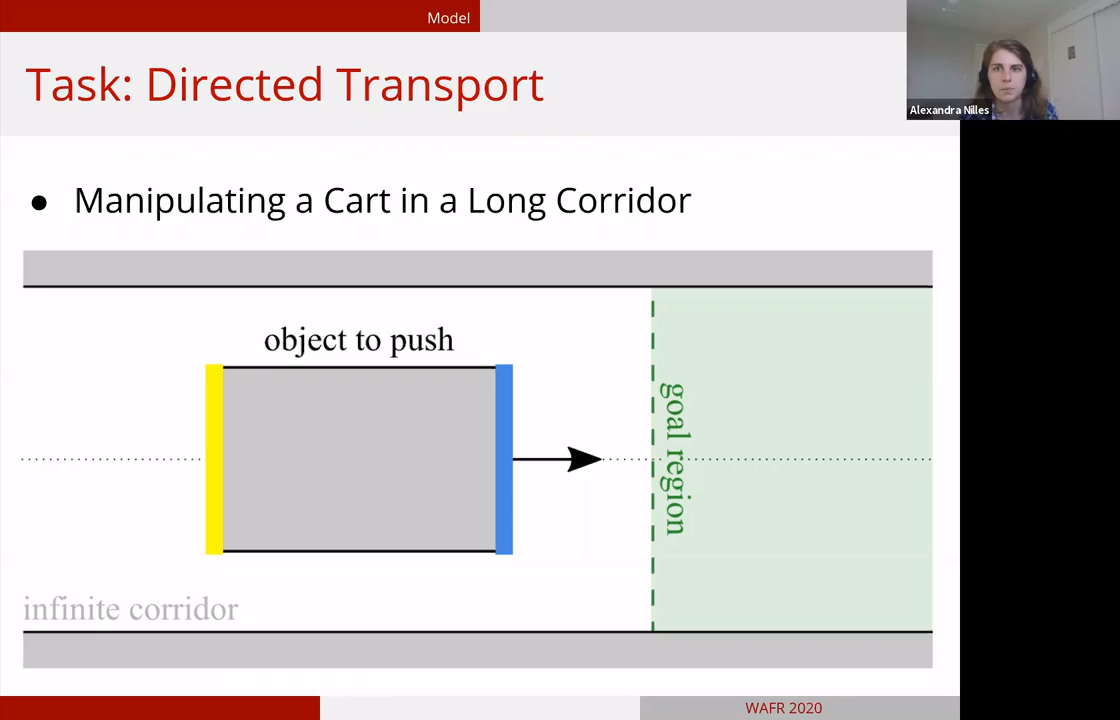 Model
Task: Directed Transport
Alexandra Nilles
● Manipulating a Cart in a Long Corridor
object to push
goal region
infinite corridor
WAFR 2020